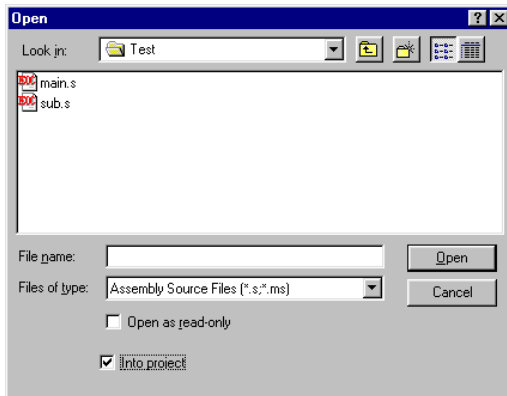 Open
Look in: Test
main.s
sub.s
File name: Open
Files of type: Assembly Source Files (*.s;*.ms) Cancel
Open as read-only
Into project